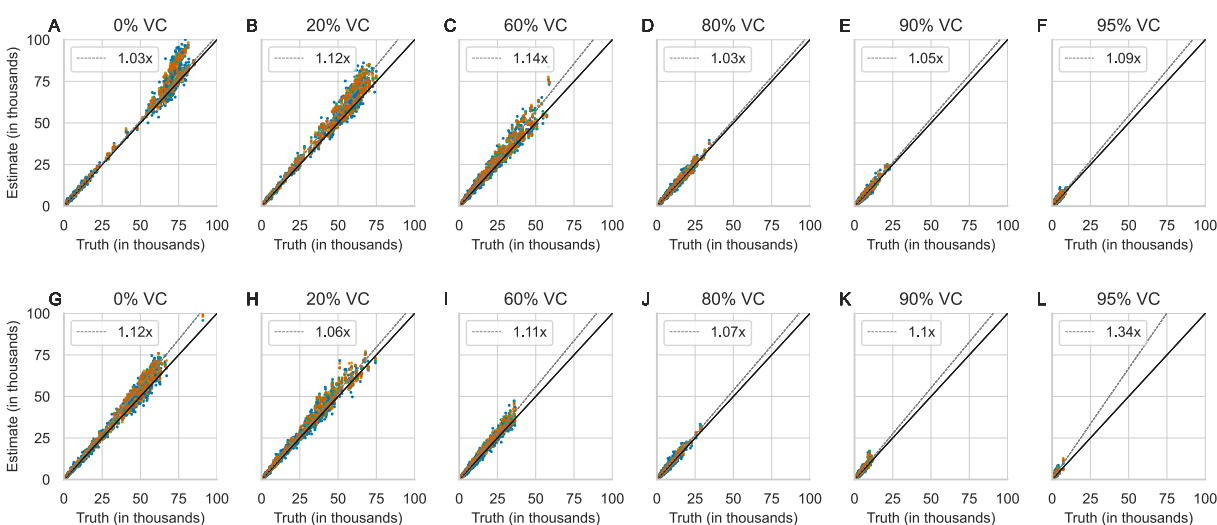 A 0% VC
B 20% VC
C 60% VC
D 80% VC
E 90% VC
F 95% VC
Estimate (in thousands)
100
75
50
25
0
1.03x
1.12x
1.14x
1.03x
1.05x
1.09x
0 25 50 75 100
0 25 50 75 100
0 25 50 75 100
0 25 50 75 100
0 25 50 75 100
0 25 50 75 100
Truth (in thousands)
Truth (in thousands)
Truth (in thousands)
Truth (in thousands)
Truth (in thousands)
Truth (in thousands)
G 0% VC
H 20% VC
I 60% VC
J 80% VC
K 90% VC
L 95% VC
Estimate (in thousands)
100
75
50
25
0
1.12x
1.06x
1.11x
1.07x
1.1x
1.34x
0 25 50 75 100
0 25 50 75 100
0 25 50 75 100
0 25 50 75 100
0 25 50 75 100
0 25 50 75 100
Truth (in thousands)
Truth (in thousands)
Truth (in thousands)
Truth (in thousands)
Truth (in thousands)
Truth (in thousands)